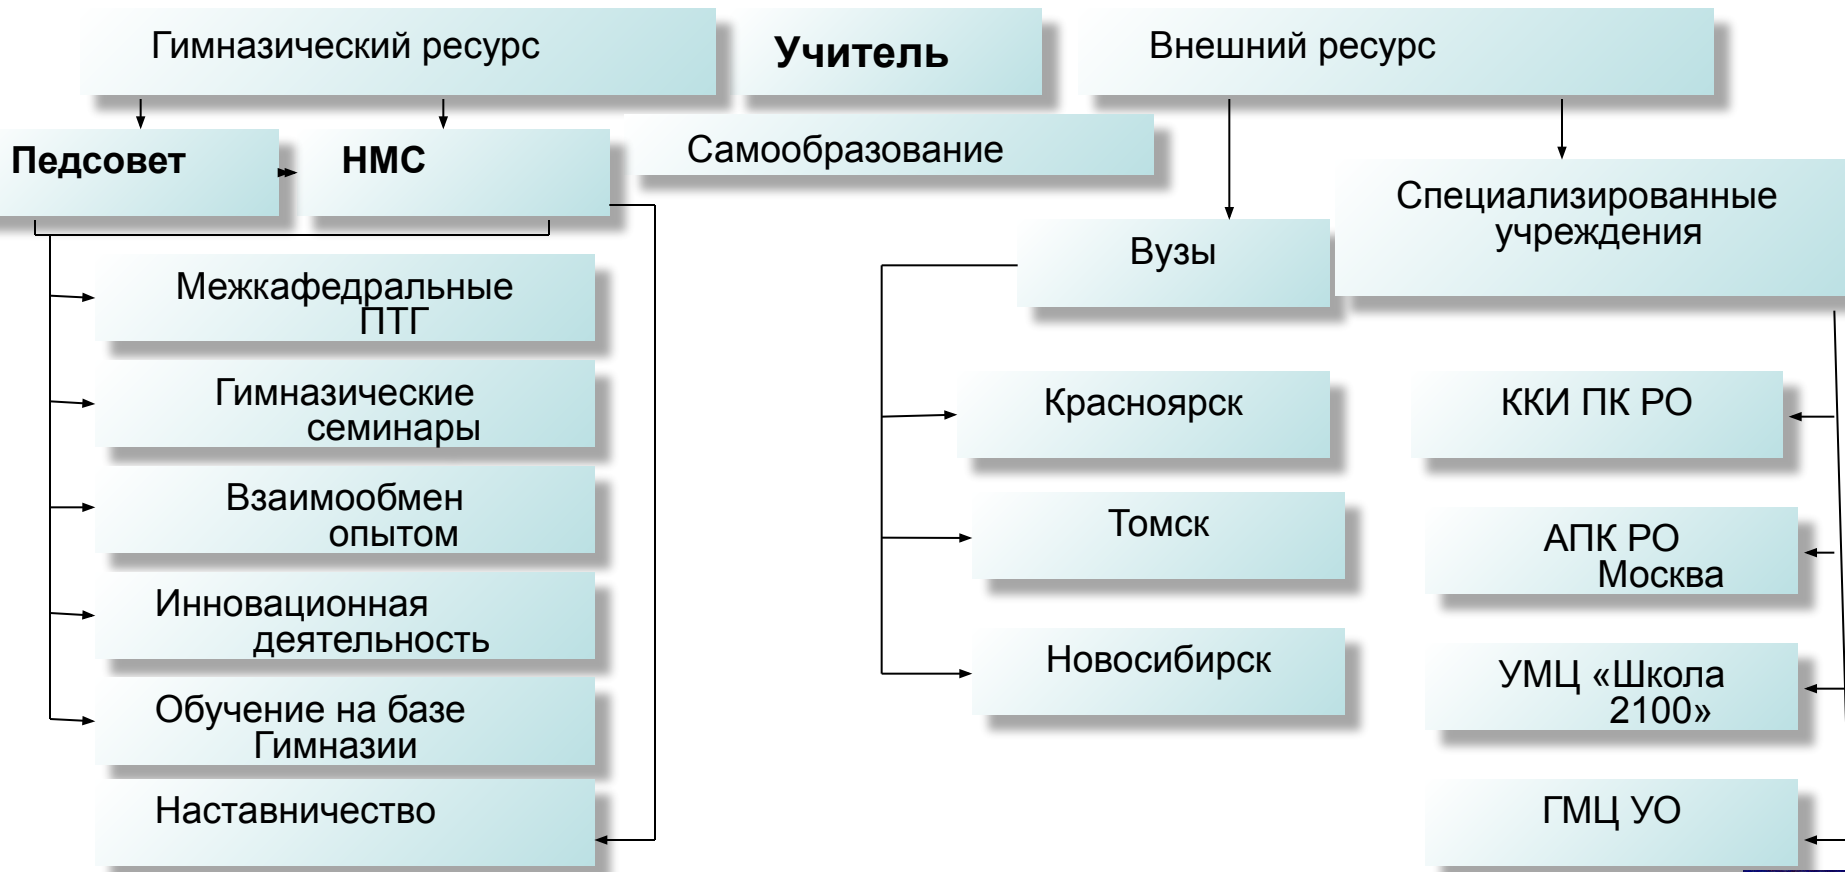 Гимназический ресурс
Учитель
Внешний ресурс
Педсовет
НМС
Самообразование
Специализированные
учреждения
Вузы
Межкафедральные
ПТГ
Гимназические
семинары
Взаимообмен
опытом
Инновационная
деятельность
Обучение на базе
Гимназии
Наставничество
Красноярск
Томск
Новосибирск
ККИ ПК РО
АПК РО
Москва
УМЦ «Школа
2100»
ГМЦ УО